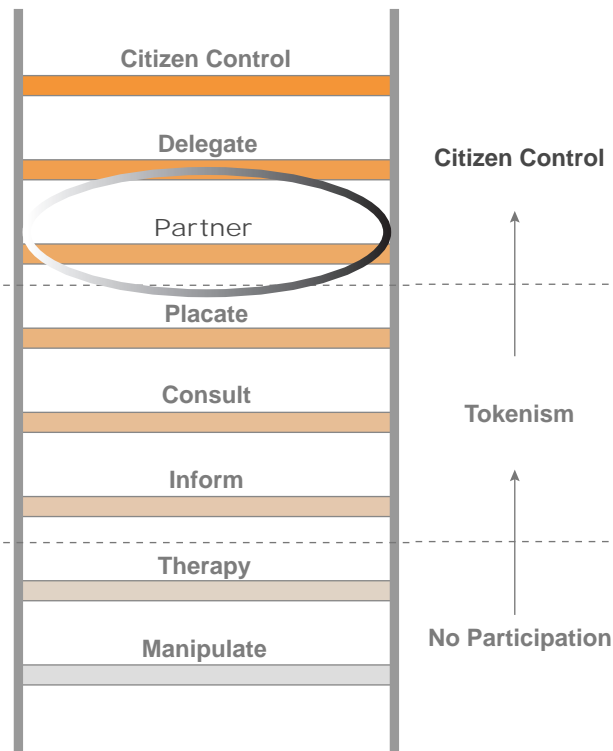 Citizen Control
Delegate
Partner
Placate
Consult
Inform
Therapy
Manipulate
Citizen Control
Tokenism
No Participation